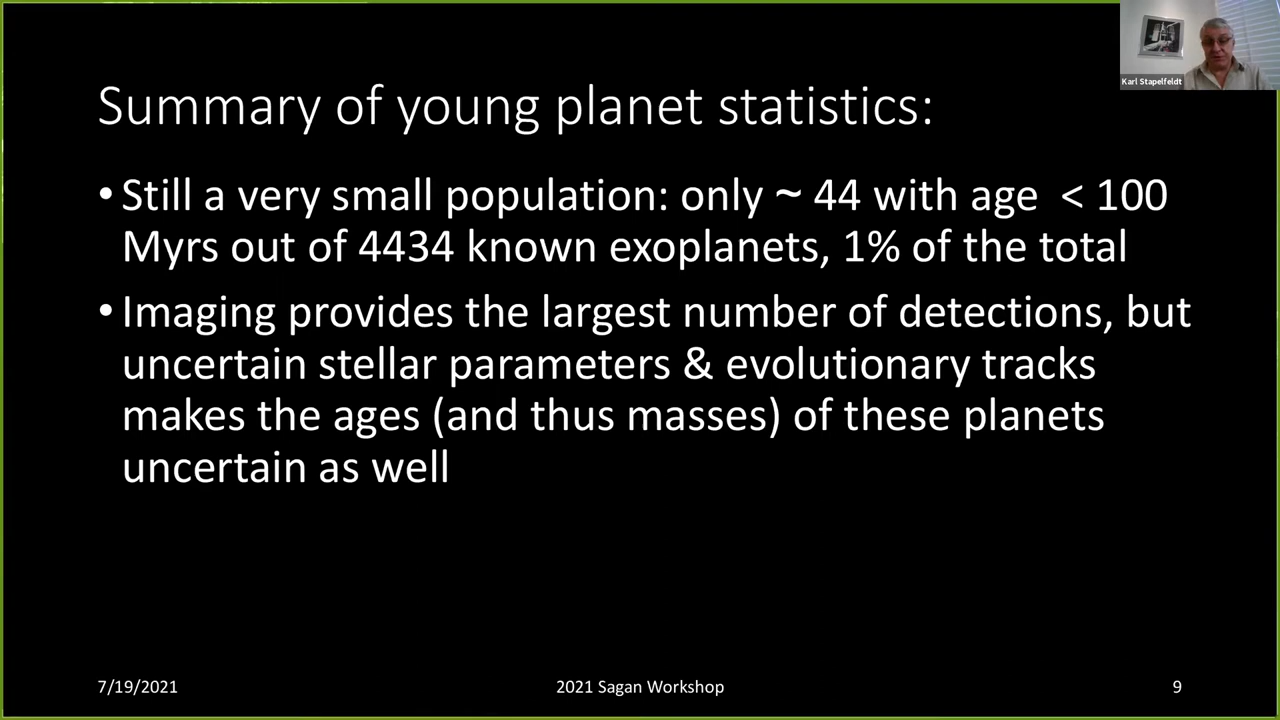 Karl Stapelfeldt
Summary of young planet statistics:
• Still a very small population: only ~ 44 with age < 100
Myrs out of 4434 known exoplanets, 1% of the total
• Imaging provides the largest number of detections, but
uncertain stellar parameters & evolutionary tracks
makes the ages (and thus masses) of these planets
uncertain as well
7/19/2021
2021 Sagan Workshop
9